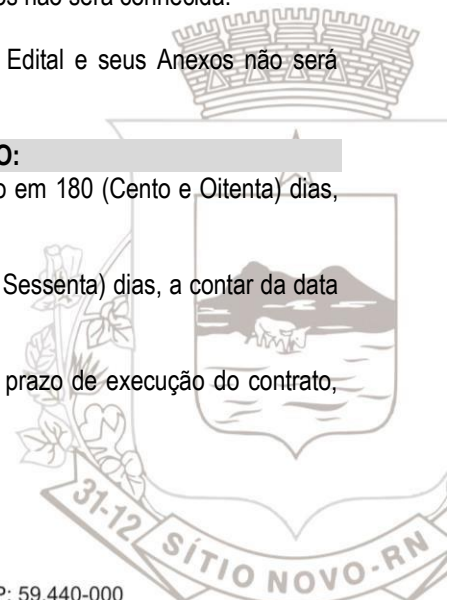 os não será conhecida.
Edital e seus Anexos não será
O:
o em 180 (Cento e Oitenta) dias,
Sessenta) dias, a contar da data
prazo de execução do contrato,
31-12 SÍTIO NOVO-RN
P: 59.440-000